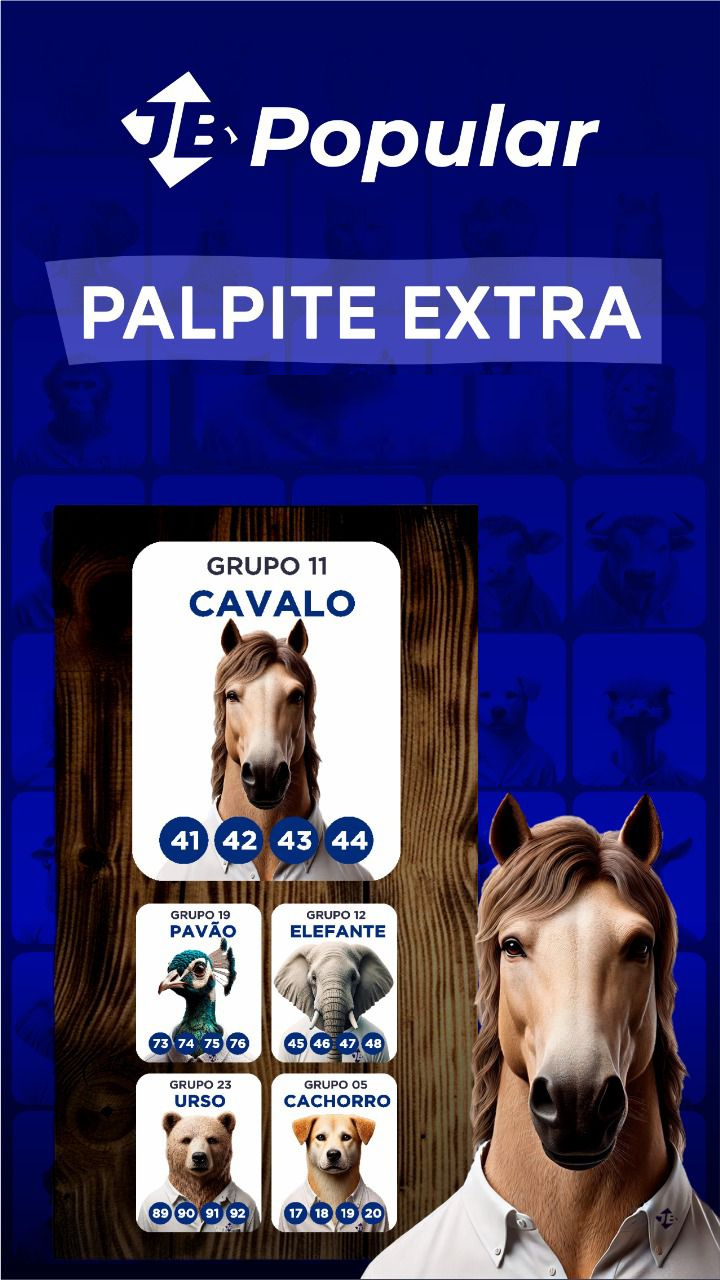 JB Popular
PALPITE EXTRA
GRUPO 11
CAVALO
41 42 43 44
GRUPO 19
PAVÃO
73 74 75 76
GRUPO 12
ELEFANTE
45 46 47 48
GRUPO 23
URSO
89 90 91 92
GRUPO 05
CACHORRO
17 18 19 20
JB